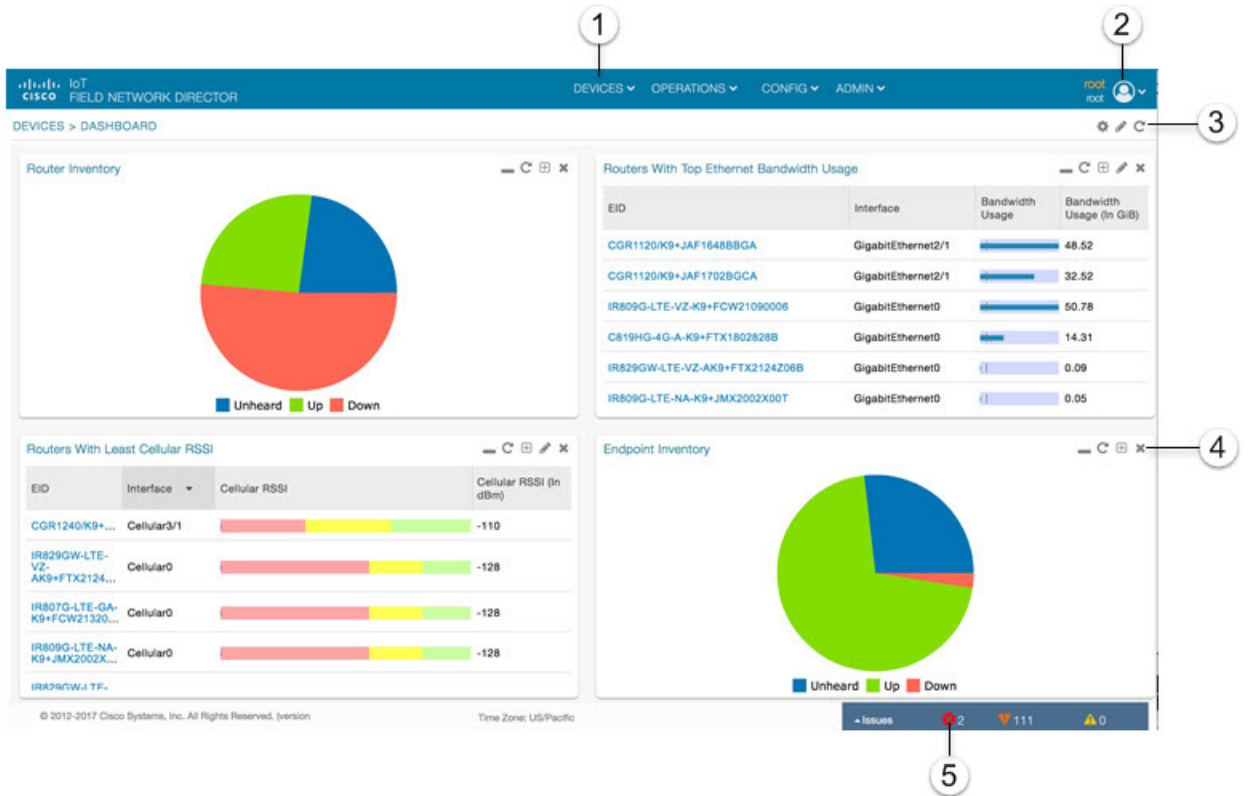 1
2
CISCO
IoT
FIELD NETWORK DIRECTOR
DEVICES OPERATIONS CONFIG ADMIN
root
root
3
DEVICES > DASHBOARD
Router Inventory
Unheard Up Down
Routers With Top Ethernet Bandwidth Usage
EID Interface Bandwidth Usage Bandwidth Usage (In GiB)
CGR1120/K9+JAF1648BBGA GigabitEthernet2/1 48.52
CGR1120/K9+JAF1702BGCA GigabitEthernet2/1 32.52
IR809G-LTE-VZ-K9+FCW21090006 GigabitEthernet0 50.78
C819HG-4G-A-K9+FTX1802828B GigabitEthernet0 14.31
IR829GW-LTE-VZ-AK9+FTX2124Z06B GigabitEthernet0 0.09
IR809G-LTE-NA-K9+JMX2002X00T GigabitEthernet0 0.05
Routers With Least Cellular RSSI
EID Interface Cellular RSSI Cellular RSSI (In dBm)
CGR1240/K9+... Cellular3/1 -110
IR829GW-LTE-VZ-AK9+FTX2124... Cellular0 -128
IR807G-LTE-GA-K9+FCW21320... Cellular0 -128
IR809G-LTE-NA-K9+JMX2002X... Cellular0 -128
IR829GW-LTE-
Endpoint Inventory
4
Unheard Up Down
© 2012-2017 Cisco Systems, Inc. All Rights Reserved. (version
Time Zone: US/Pacific
Issues 2 111 0
5